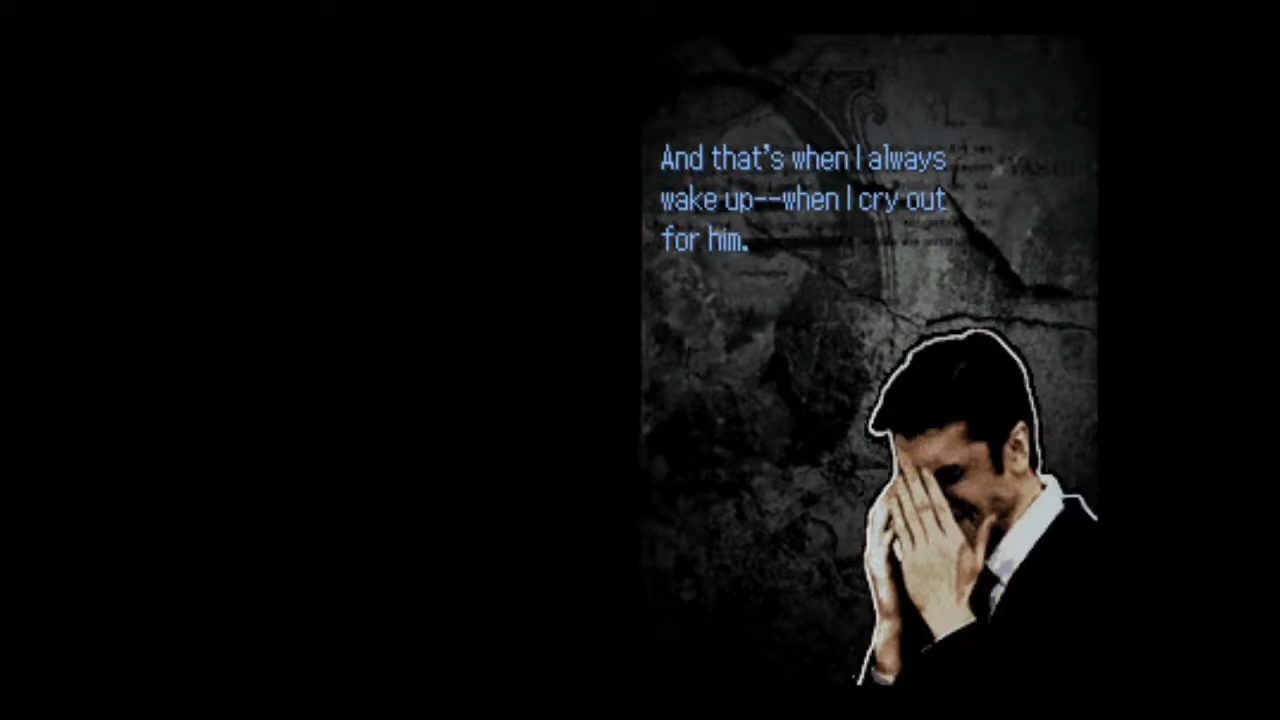 And that's when I always
wake up--when I cry out
for him.